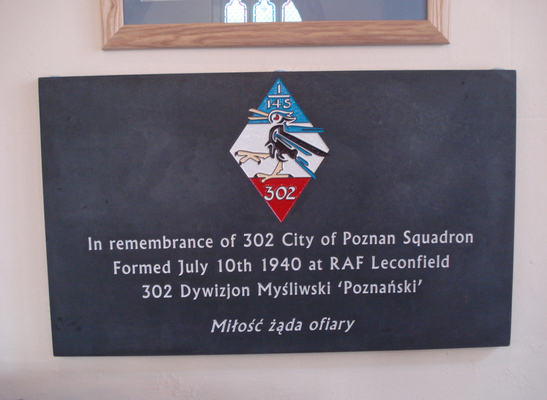 1
145
302
In remembrance of 302 City of Poznan Squadron
Formed July 10th 1940 at RAF Leconfield
302 Dywizjon Myśliwski 'Poznański'
Miłość żąda ofiary